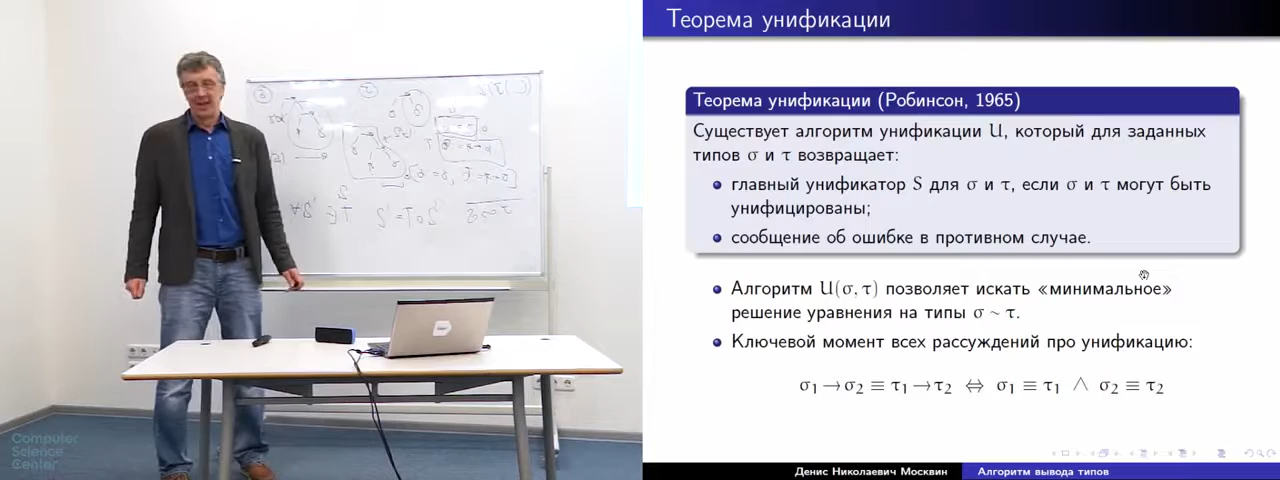 Теорема унификации
Теорема унификации (Робинсон, 1965)
Существует алгоритм унификации U, который для заданных
типов σ и τ возвращает:
главный унификатор S для σ и τ, если σ и τ могут быть
унифицированы;
сообщение об ошибке в противном случае.
Алгоритм U(σ, τ) позволяет искать «минимальное»
решение уравнения на типы σ ~ τ.
Ключевой момент всех рассуждений про унификацию:
σ₁→σ₂ ≡ τ₁→τ₂ ⇔ σ₁ ≡ τ₁ ∧ σ₂ ≡ τ₂
Денис Николаевич Москвин Алгоритм вывода типов
Computer
Science
Center